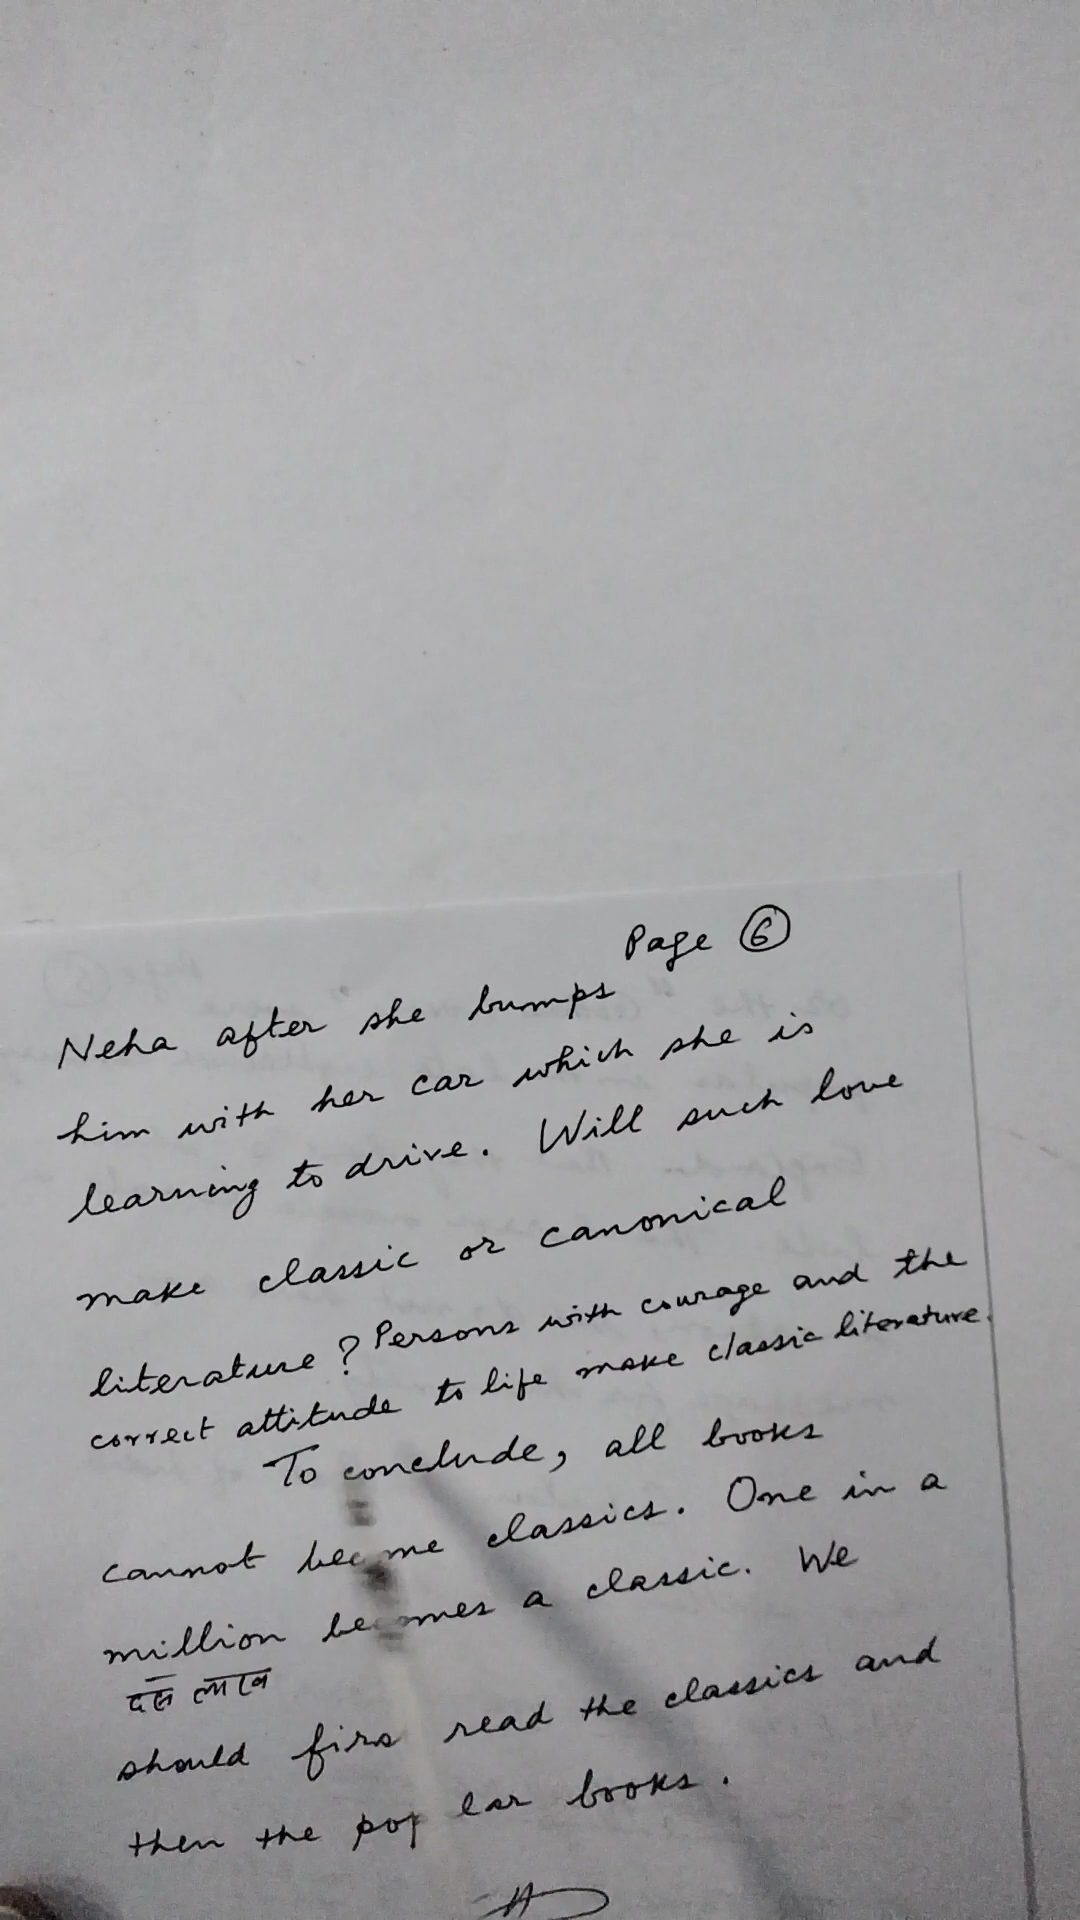 Page 6
Neha after she bumps
him with her car which she is
learning to drive. Will such love
make classic or canonical
literature ? Persons with courage and the
correct attitude to life make classic literature.
To conclude, all books
cannot become classics. One in a
million becomes a classic. We
दस लाख
should first read the classics and
then the popular books.